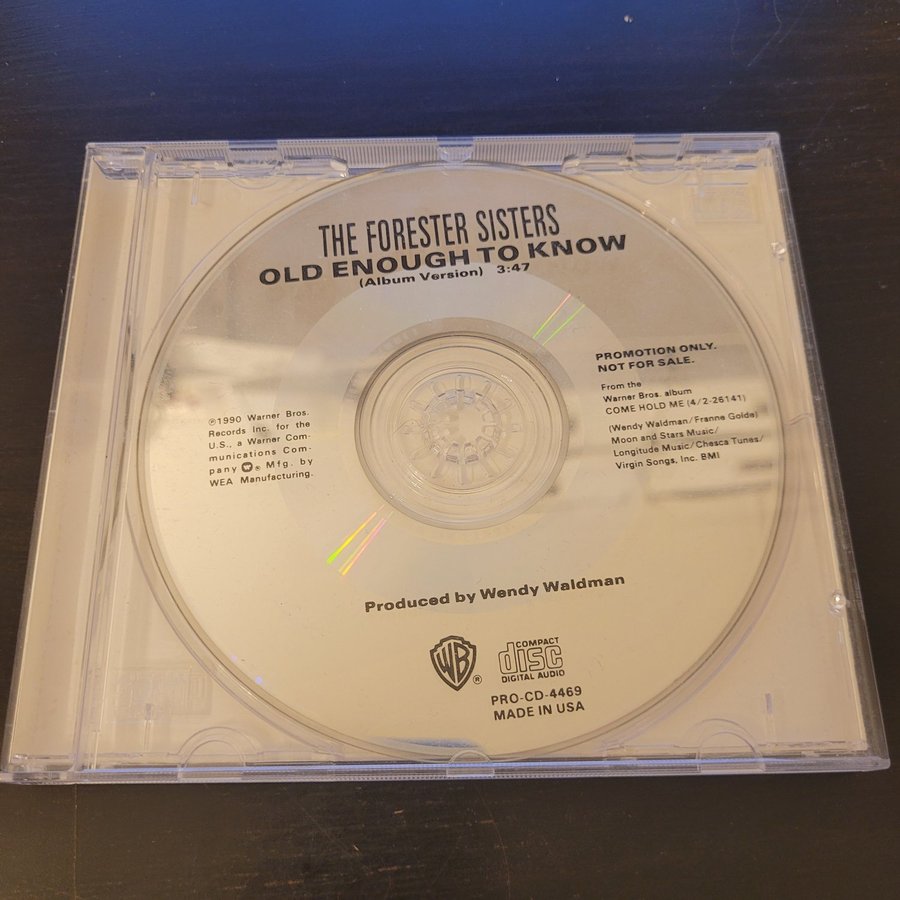 THE FORESTER SISTERS
OLD ENOUGH TO KNOW
(Album Version) 3:47
PROMOTION ONLY.
NOT FOR SALE.
From the
Warner Bros. album
COME HOLD ME (4/2-26141)
(Wendy Waldman/Franne Golde)
Moon and Stars Music/
Longitude Music/Chesca Tunes/
Virgin Songs, Inc. BMI
℗1990 Warner Bros.
Records Inc. for the
U.S., a Warner Com-
munications Com-
pany ® Mfg. by
WEA Manufacturing.
Produced by Wendy Waldman
WB®
COMPACT
disc
DIGITAL AUDIO
PRO-CD-4469
MADE IN USA